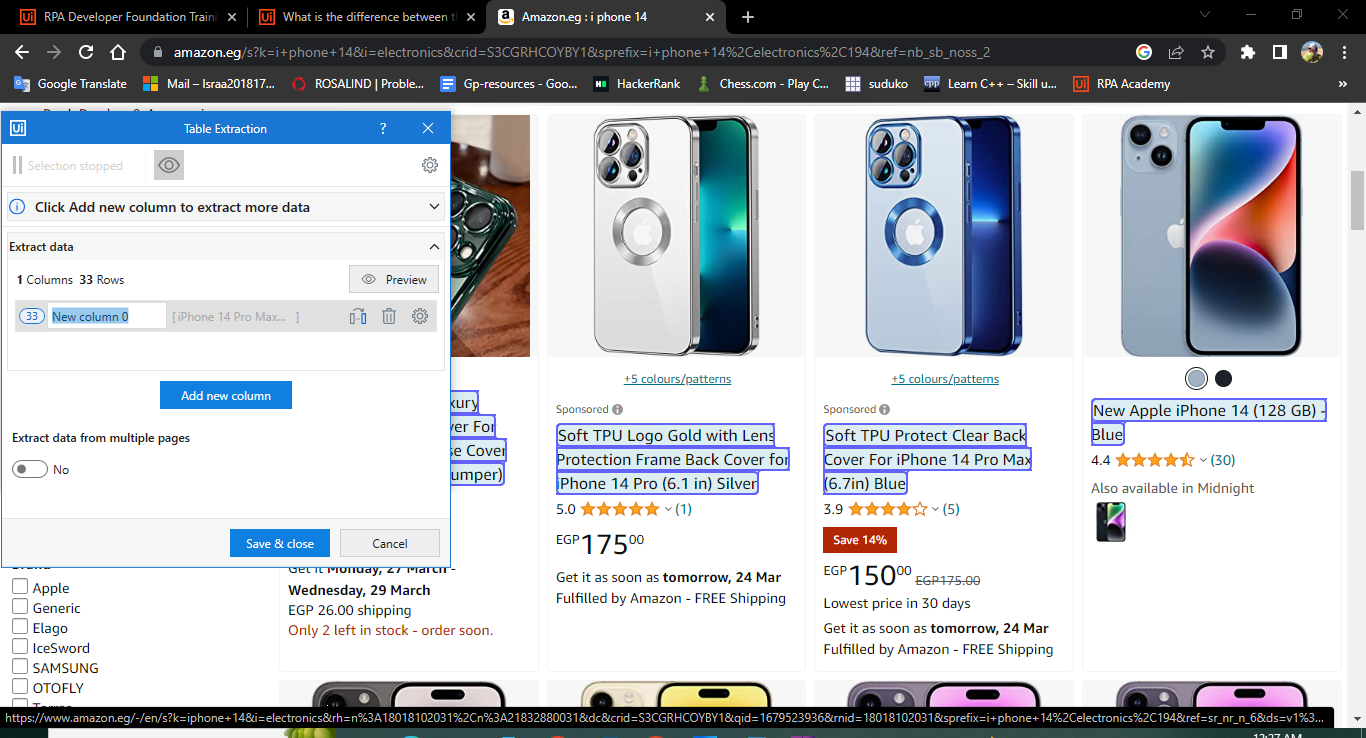 RPA Developer Foundation Traini
What is the difference between th
Amazon.eg : i phone 14
amazon.eg/s?k=i+phone+14&i=electronics&crid=S3CGRHCOYBY1&sprefix=i+phone+14%2Celectronics%2C194&ref=nb_sb_noss_2
Google Translate
Mail – Israa201817...
ROSALIND | Proble...
Gp-resources - Goo...
HackerRank
Chess.com - Play C...
suduko
Learn C++ – Skill u...
RPA Academy
»
Ui
Table Extraction
?
Selection stopped
Click Add new column to extract more data
Extract data
1 Columns 33 Rows
Preview
33
New column 0
[ iPhone 14 Pro Max... ]
Add new column
Extract data from multiple pages
No
Save & close
Cancel
xury
ver For
se Cover
umper)
Get it Monday, 27 March -
Wednesday, 29 March
EGP 26.00 shipping
Only 2 left in stock - order soon.
+5 colours/patterns
Sponsored
Soft TPU Logo Gold with Lens
Protection Frame Back Cover for
iPhone 14 Pro (6.1 in) Silver
5.0 (1)
EGP 175 00
Get it as soon as tomorrow, 24 Mar
Fulfilled by Amazon - FREE Shipping
+5 colours/patterns
Sponsored
Soft TPU Protect Clear Back
Cover For iPhone 14 Pro Max
(6.7in) Blue
3.9 (5)
Save 14%
EGP 150 00 EGP175.00
Lowest price in 30 days
Get it as soon as tomorrow, 24 Mar
Fulfilled by Amazon - FREE Shipping
New Apple iPhone 14 (128 GB) -
Blue
4.4 (30)
Also available in Midnight
Apple
Generic
Elago
IceSword
SAMSUNG
OTOFLY
https://www.amazon.eg/-/en/s?k=iphone+14&i=electronics&rh=n%3A18018102031%2Cn%3A21832880031&dc&crid=S3CGRHCOYBY1&qid=1679523936&rnid=18018102031&sprefix=i+phone+14%2Celectronics%2C194&ref=sr_nr_n_6&ds=v1%3...
12:27 AM